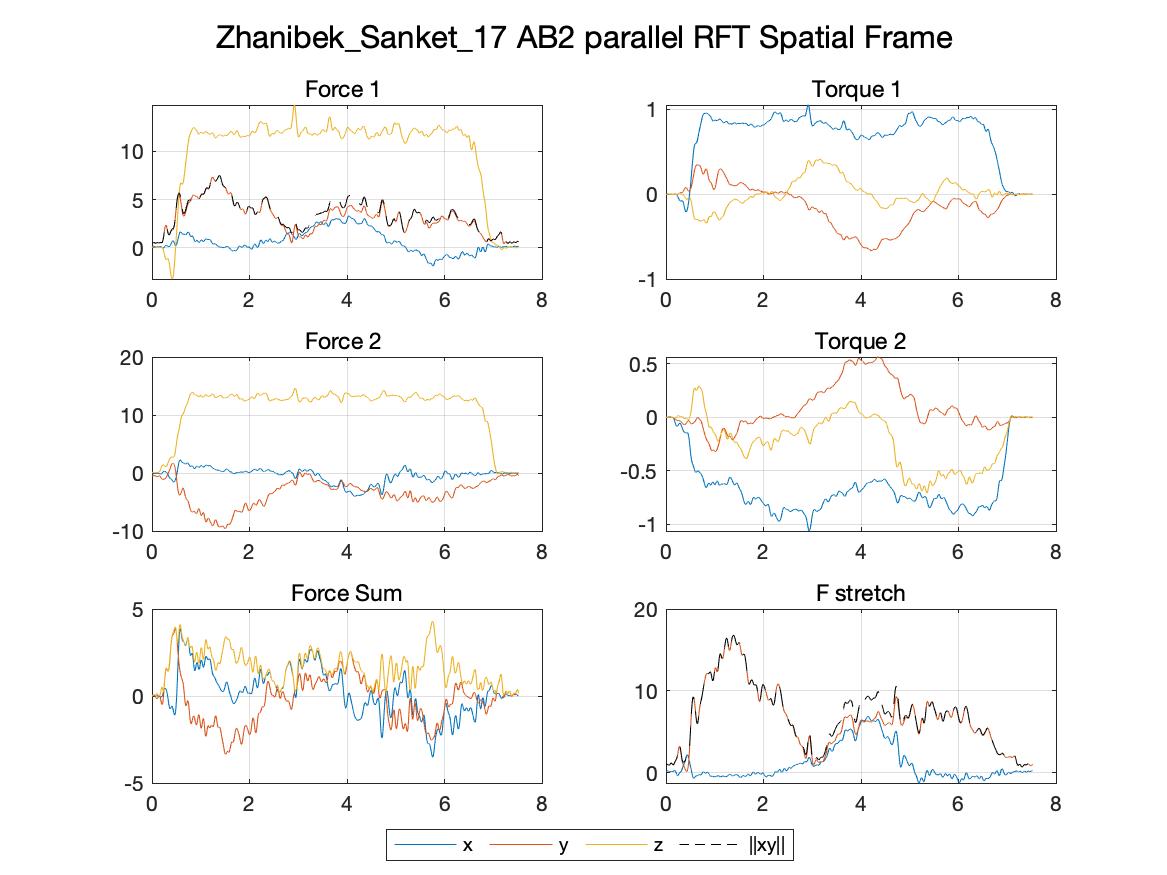 Zhanibek_Sanket_17 AB2 parallel RFT Spatial Frame
Force 1
10
5
0
0 2 4 6 8
Torque 1
1
0
-1
0 2 4 6 8
Force 2
20
10
0
-10
0 2 4 6 8
Torque 2
0.5
0
-0.5
-1
0 2 4 6 8
Force Sum
5
0
-5
0 2 4 6 8
F stretch
20
10
0
0 2 4 6 8
x y z ||xy||